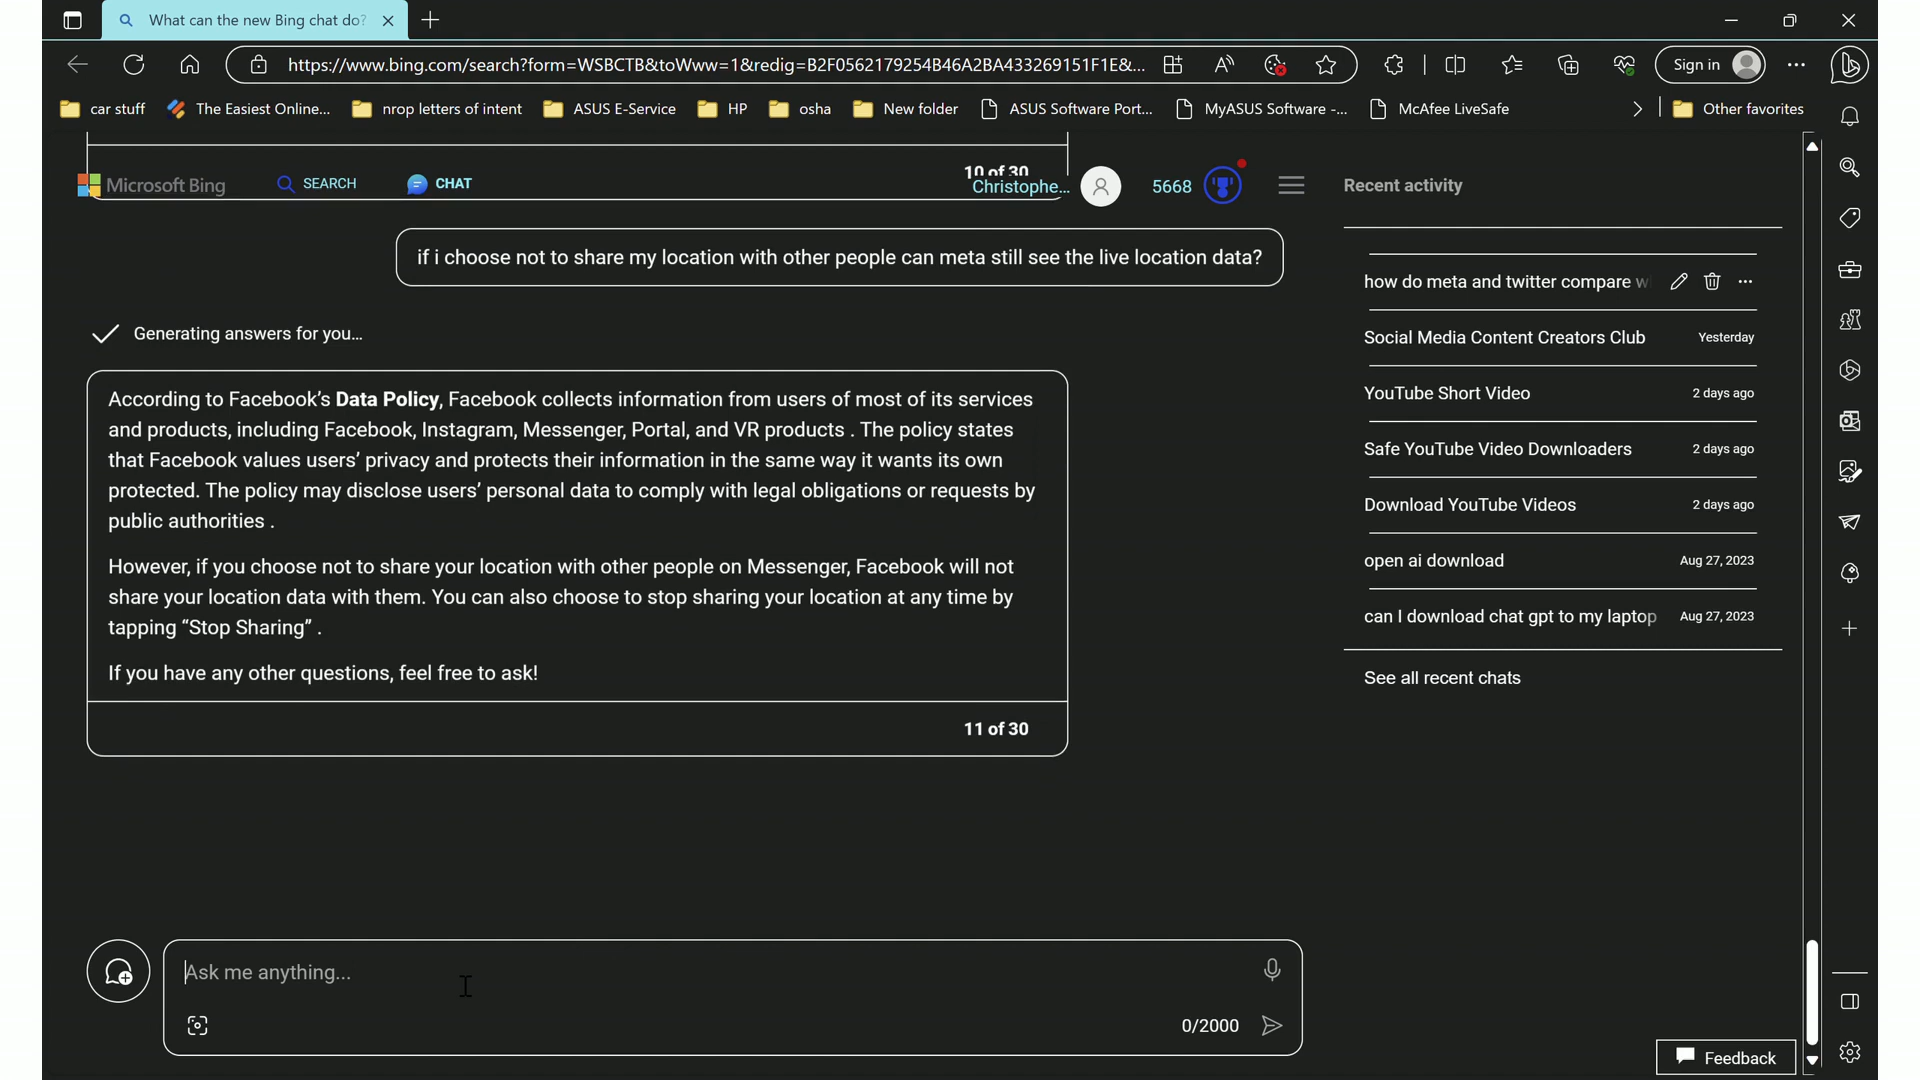 What can the new Bing chat do?
https://www.bing.com/search?form=WSBCTB&toWww=1&redig=B2F0562179254B46A2BA433269151F1E&...
Sign in
car stuff
The Easiest Online...
nrop letters of intent
ASUS E-Service
HP
osha
New folder
ASUS Software Port...
MyASUS Software -...
McAfee LiveSafe
Other favorites
10 of 30
Microsoft Bing
SEARCH
CHAT
Christophe...
5668
if i choose not to share my location with other people can meta still see the live location data?
Generating answers for you...
According to Facebook's Data Policy, Facebook collects information from users of most of its services
and products, including Facebook, Instagram, Messenger, Portal, and VR products . The policy states
that Facebook values users' privacy and protects their information in the same way it wants its own
protected. The policy may disclose users' personal data to comply with legal obligations or requests by
public authorities .
However, if you choose not to share your location with other people on Messenger, Facebook will not
share your location data with them. You can also choose to stop sharing your location at any time by
tapping “Stop Sharing” .
If you have any other questions, feel free to ask!
11 of 30
Ask me anything...
0/2000
Recent activity
how do meta and twitter compare w
Social Media Content Creators Club Yesterday
YouTube Short Video 2 days ago
Safe YouTube Video Downloaders 2 days ago
Download YouTube Videos 2 days ago
open ai download Aug 27, 2023
can I download chat gpt to my laptop Aug 27, 2023
See all recent chats
Feedback